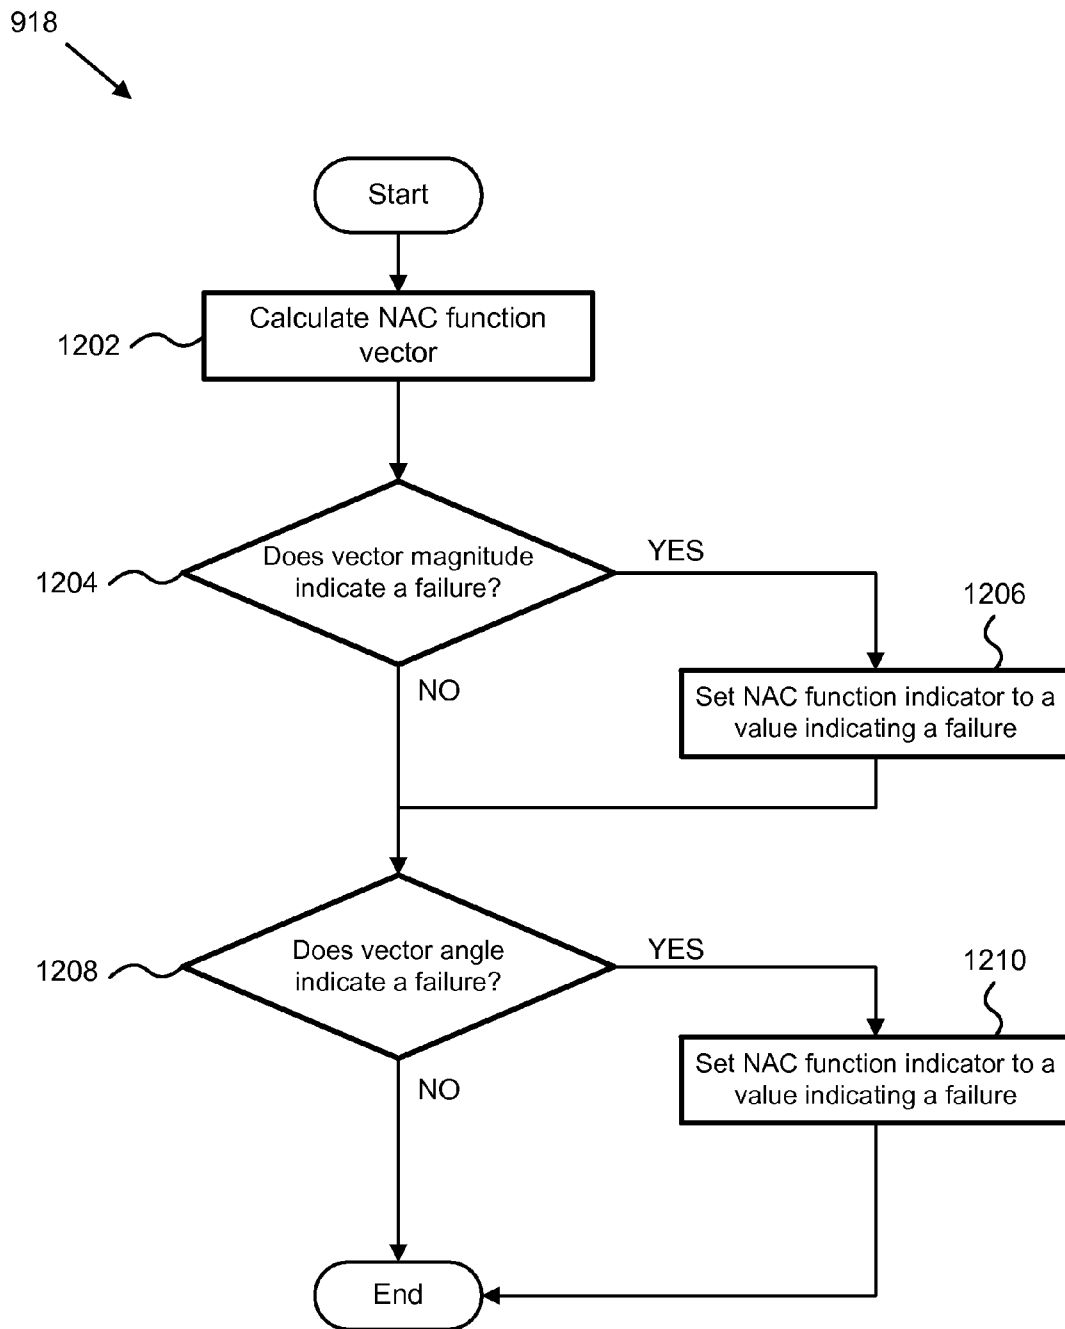 918
Start
Calculate NAC function
vector
1202
Does vector magnitude
indicate a failure?
1204
YES
1206
Set NAC function indicator to a
value indicating a failure
NO
Does vector angle
indicate a failure?
1208
YES
1210
Set NAC function indicator to a
value indicating a failure
NO
End